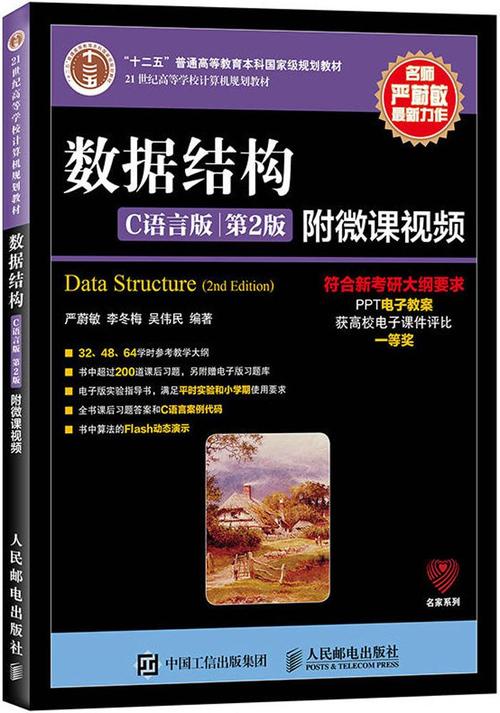 21世纪高等学校计算机规划教材
数据结构
C语言版 第2版
附微课视频
人民邮电出版社
十二五
"十二五"普通高等教育本科国家级规划教材
21世纪高等学校计算机规划教材
名师
严蔚敏
最新力作
数据结构
C语言版|第2版
附微课视频
Data Structure (2nd Edition)
严蔚敏 李冬梅 吴伟民 编著
符合新考研大纲要求
PPT电子教案
获高校电子课件评比
一等奖
32、48、64学时参考教学大纲
书中超过200道课后习题，另附赠电子版习题库
电子版实验指导书，满足平时实验和小学期使用要求
全书课后习题答案和C语言案例代码
书中算法的Flash动态演示
名家系列
中国工信出版集团
人民邮电出版社
POSTS & TELECOM PRESS